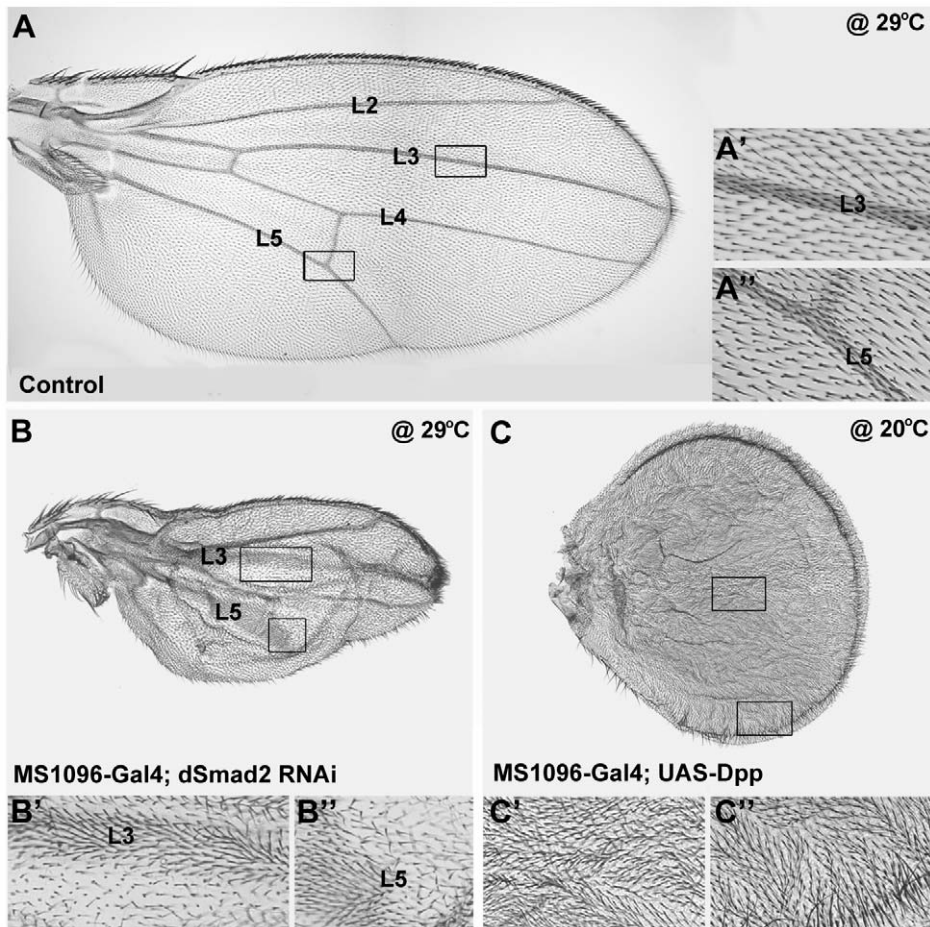 A
@ 29°C
L2
L3
L4
L5
Control
A'
L3
A''
L5
B
@ 29°C
L3
L5
MS1096-Gal4; dSmad2 RNAi
B'
L3
B''
L5
C
@ 20°C
MS1096-Gal4; UAS-Dpp
C'
C''